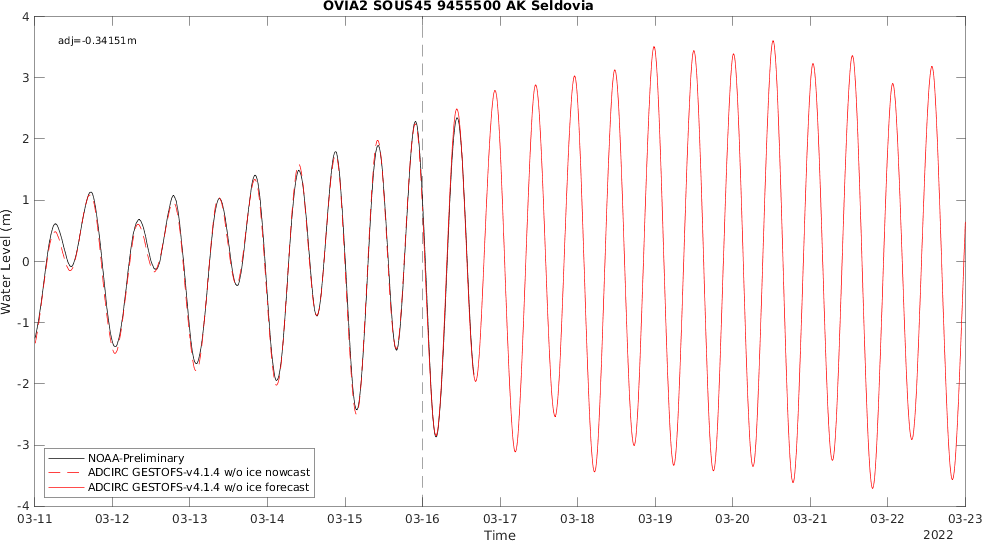 OVIA2 SOUS45 9455500 AK Seldovia
adj=-0.34151m
4
3
2
1
0
-1
-2
-3
-4
Water Level (m)
NOAA-Preliminary
ADCIRC GESTOFS-v4.1.4 w/o ice nowcast
ADCIRC GESTOFS-v4.1.4 w/o ice forecast
03-11 03-12 03-13 03-14 03-15 03-16 03-17 03-18 03-19 03-20 03-21 03-22 03-23
Time
2022